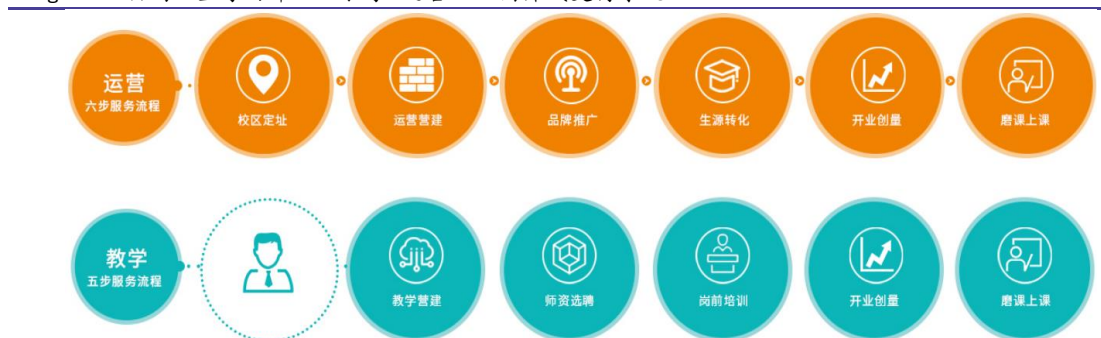 运营
六步服务流程
校区定址
运营营建
品牌推广
生源转化
开业创量
磨课上课
教学
五步服务流程
教学营建
师资选聘
岗前培训
开业创量
磨课上课